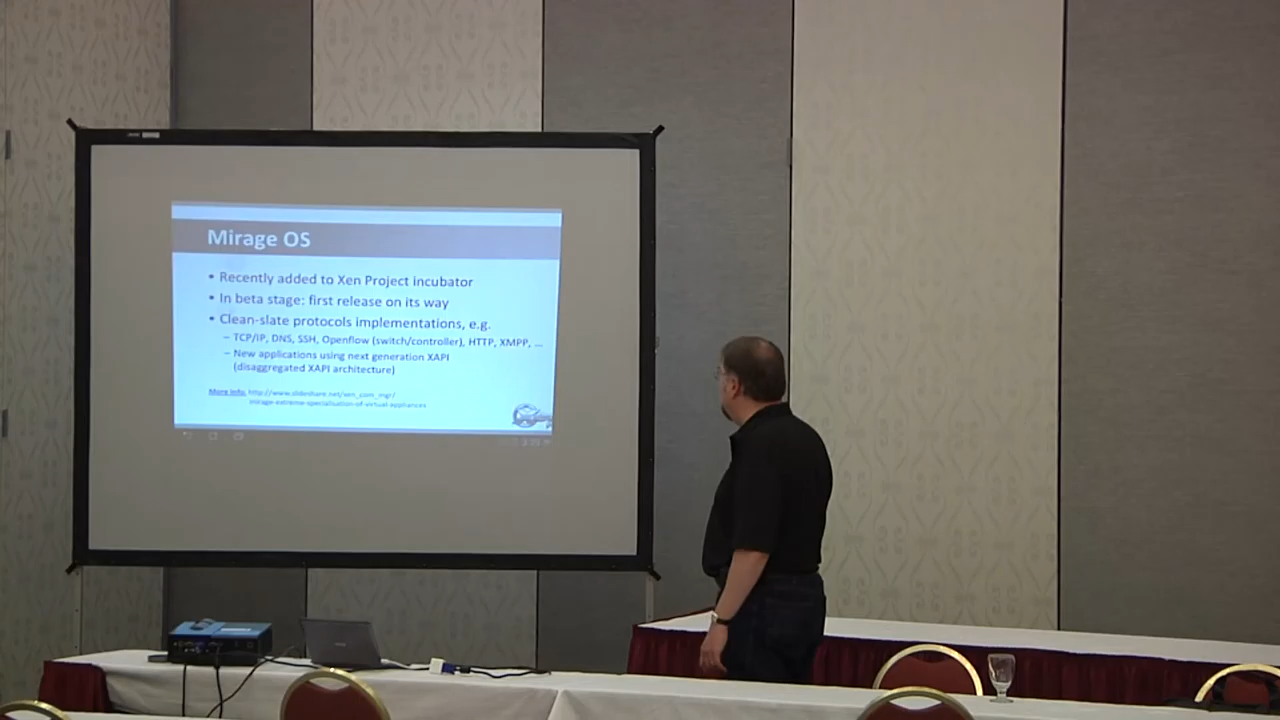 Mirage OS
• Recently added to Xen Project incubator
• In beta stage: first release on its way
• Clean-slate protocols implementations, e.g.
– TCP/IP, DNS, SSH, Openflow (switch/controller), HTTP, XMPP, ...
– New applications using next generation XAPI
(disaggregated XAPI architecture)
More info: http://www.slideshare.net/xen_com_mgr/
mirage-extreme-specialisation-of-virtual-appliances